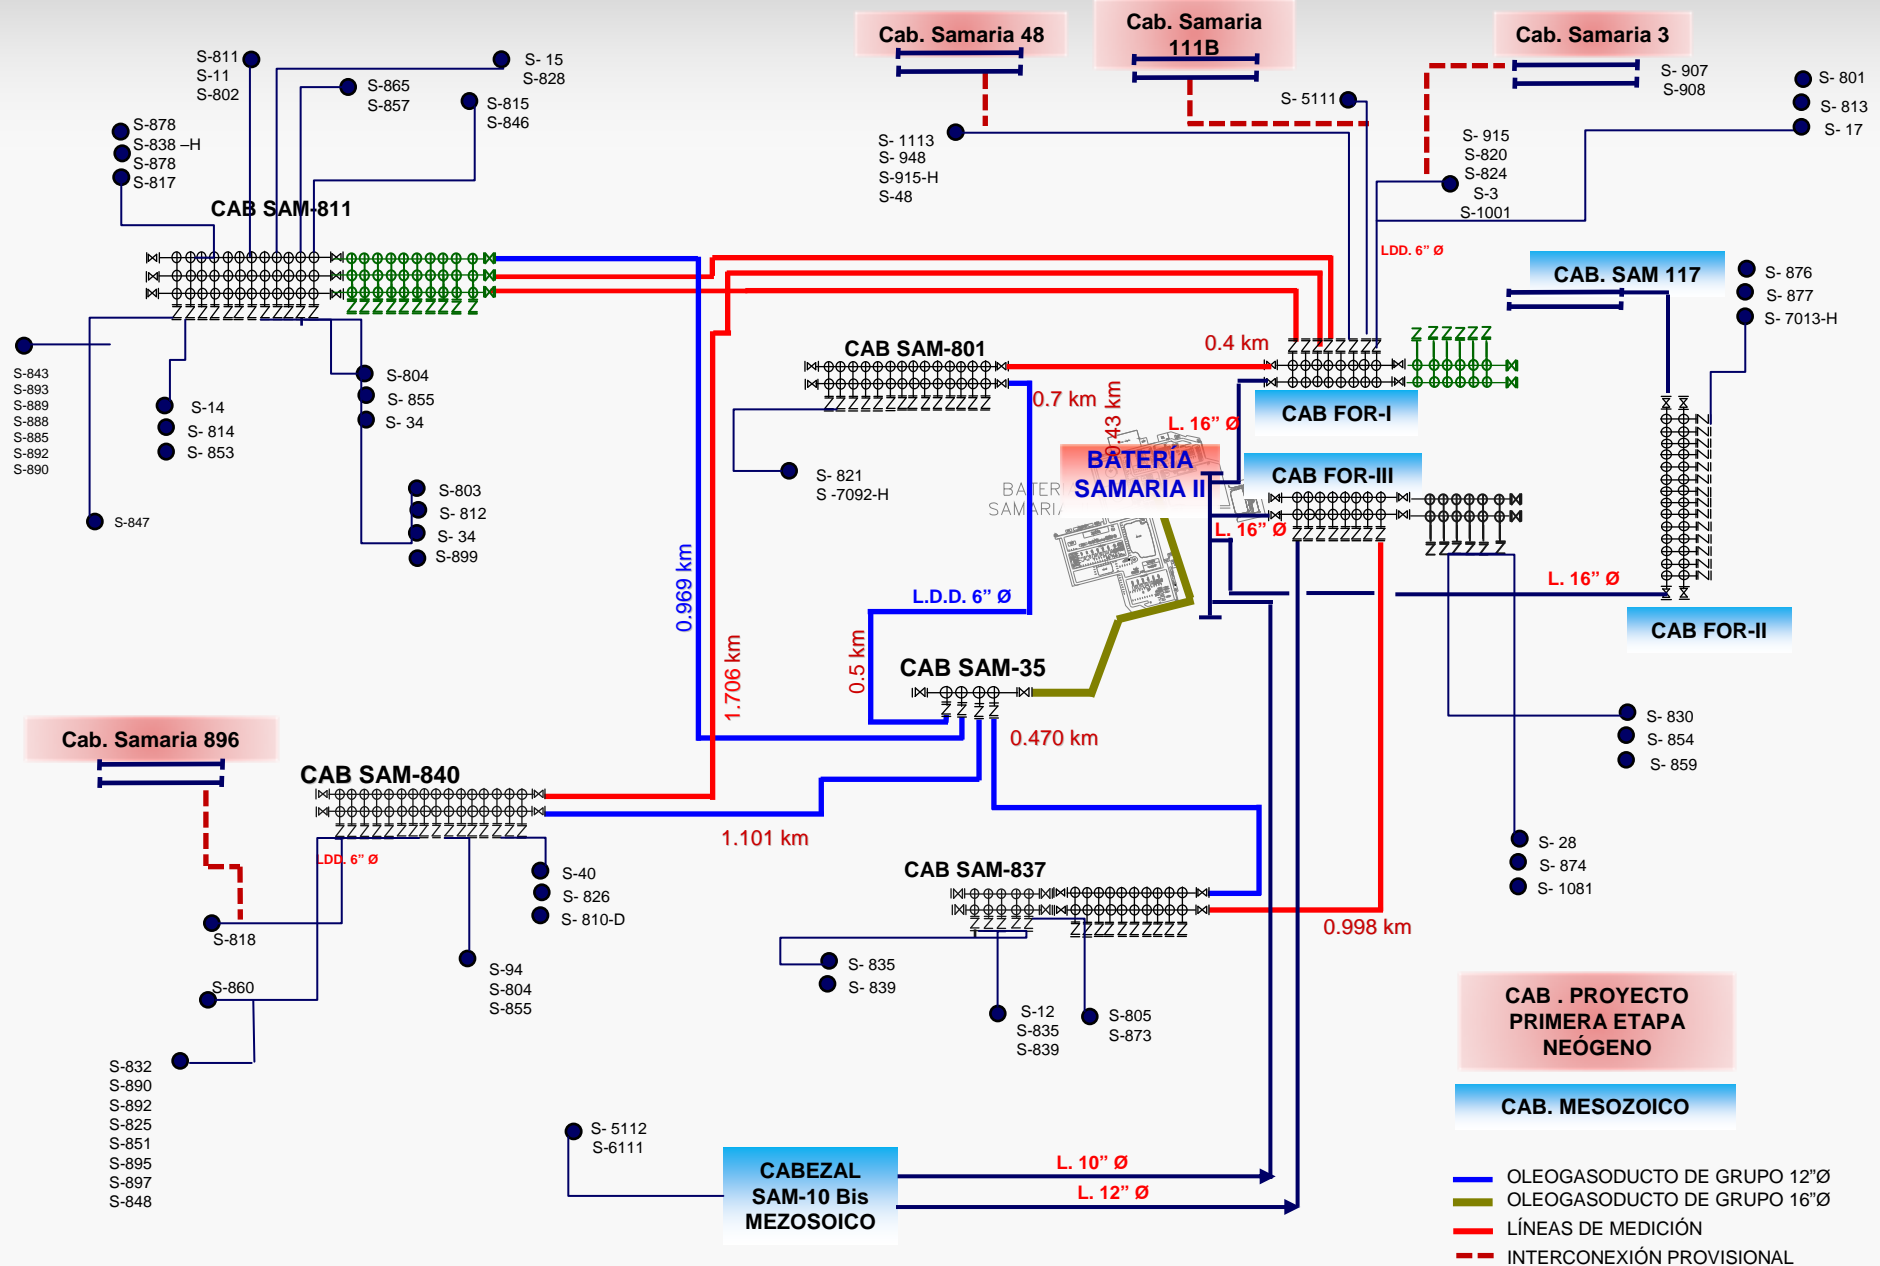 Cab. Samaria 48
Cab. Samaria
111B
Cab. Samaria 3
S-811
S-11
S-802
S- 15
S-828
S-865
S-857
S-815
S-846
S-878
S-838 –H
S-878
S-817
CAB SAM-811
S- 1113
S- 948
S-915-H
S-48
S- 5111
S- 907
S-908
S- 801
S- 813
S- 17
S- 915
S-820
S-824
S-3
S-1001
LDD. 6” Ø
CAB. SAM 117
S- 876
S- 877
S- 7013-H
S-843
S-893
S-889
S-888
S-885
S-892
S-890
S-14
S- 814
S- 853
S-804
S- 855
S- 34
S-847
S-803
S- 812
S- 34
S-899
CAB SAM-801
0.4 km
0.7 km
0.43 km
S- 821
S -7092-H
CAB FOR-I
L. 16” Ø
BATERÍA
SAMARIA II
CAB FOR-III
L. 16” Ø
L. 16” Ø
CAB FOR-II
0.969 km
1.706 km
L.D.D. 6” Ø
0.5 km
CAB SAM-35
0.470 km
S- 830
S- 854
S- 859
S- 28
S- 874
S- 1081
Cab. Samaria 896
CAB SAM-840
LDD. 6” Ø
1.101 km
S-40
S- 826
S- 810-D
S-818
S-94
S-804
S-855
S-860
S-832
S-890
S-892
S-825
S-851
S-895
S-897
S-848
CAB SAM-837
0.998 km
S- 835
S- 839
S-12
S-835
S-839
S-805
S-873
S- 5112
S-6111
CABEZAL
SAM-10 Bis
MEZOSOICO
L. 10” Ø
L. 12” Ø
CAB . PROYECTO
PRIMERA ETAPA
NEÓGENO
CAB. MESOZOICO
OLEOGASODUCTO DE GRUPO 12”Ø
OLEOGASODUCTO DE GRUPO 16”Ø
LÍNEAS DE MEDICIÓN
INTERCONEXIÓN PROVISIONAL